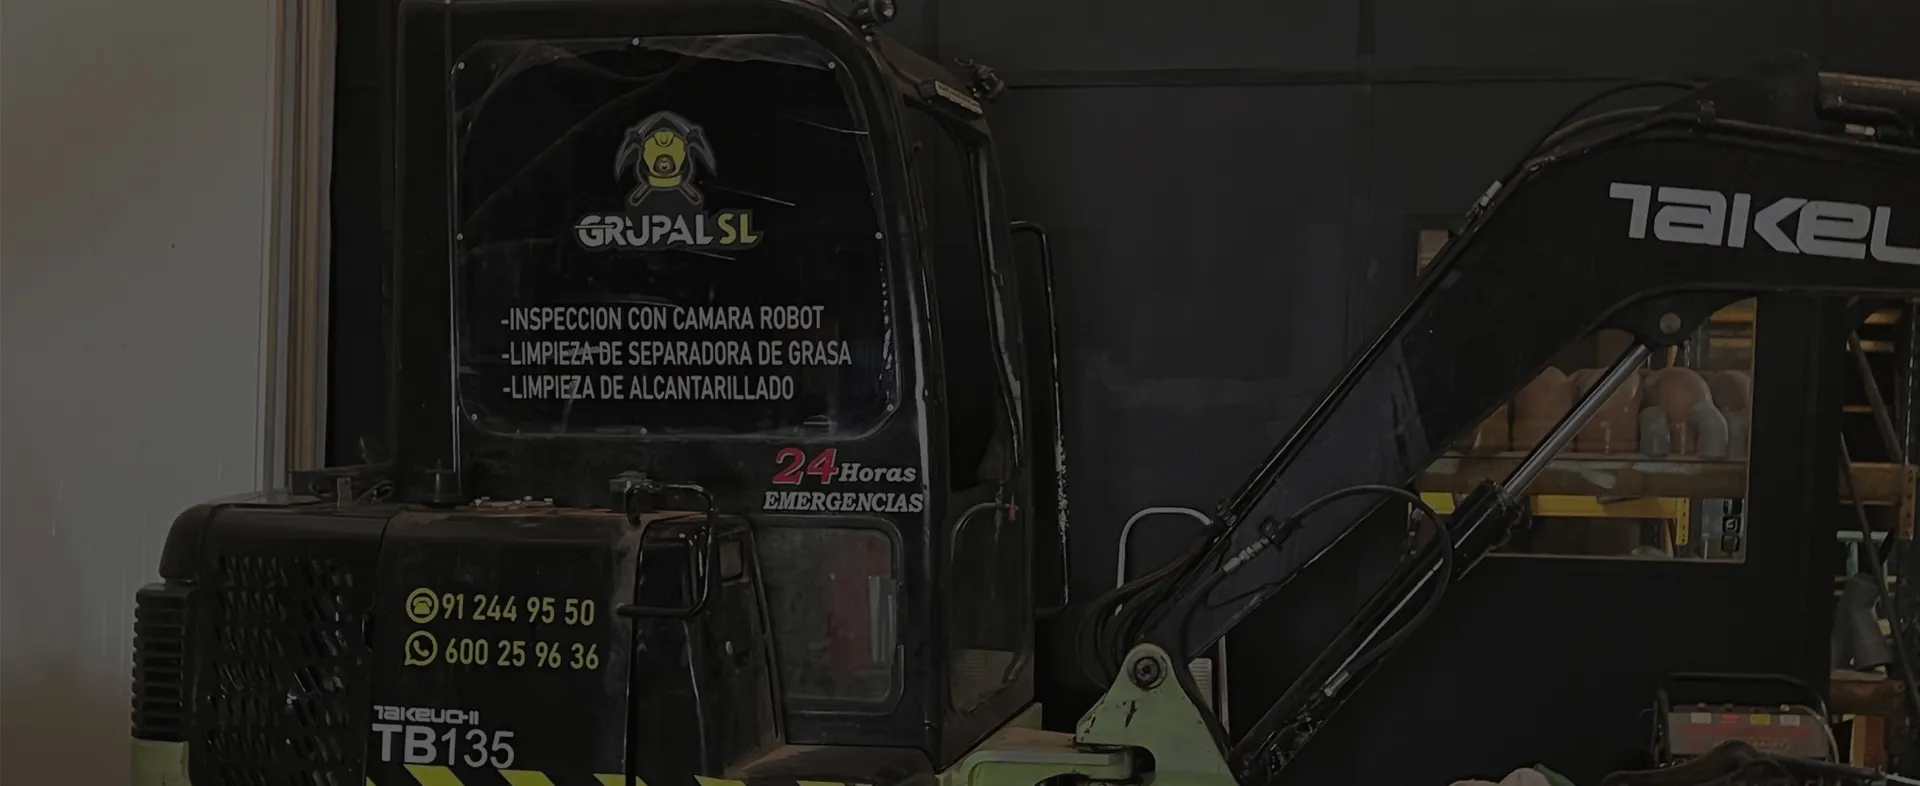 GRUPAL SL
-INSPECCION CON CAMARA ROBOT
-LIMPIEZA DE SEPARADORA DE GRASA
-LIMPIEZA DE ALCANTARILLADO
24 Horas
EMERGENCIAS
91 244 95 50
600 25 96 36
TAKEUCHI
TB135
TAKEU